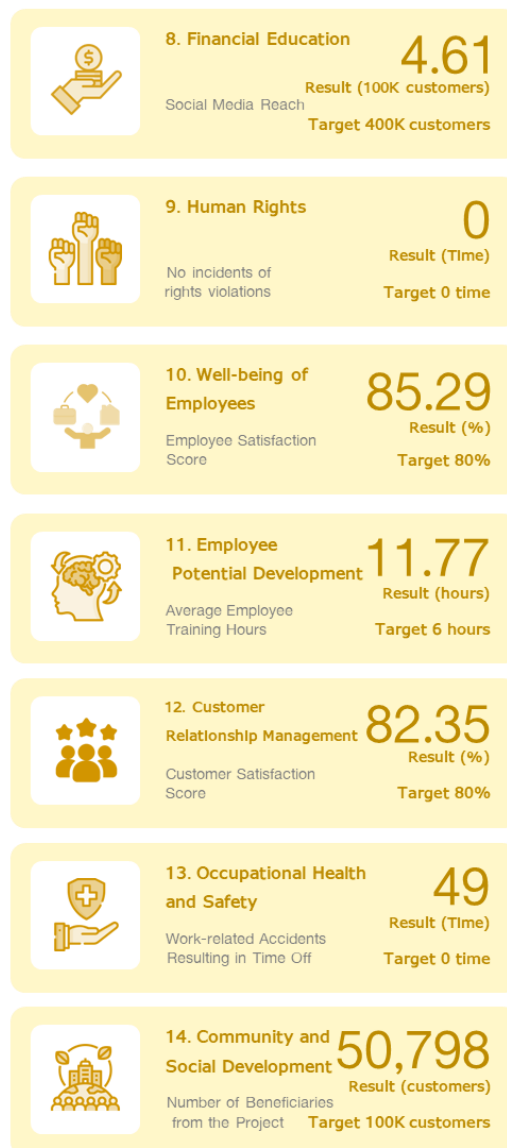 8. Financial Education
4.61
Result (100K customers)
Social Media Reach
Target 400K customers
9. Human Rights
0
Result (Time)
No incidents of
rights violations
Target 0 time
10. Well-being of
Employees
85.29
Result (%)
Employee Satisfaction
Score
Target 80%
11. Employee
Potential Development
11.77
Result (hours)
Average Employee
Training Hours
Target 6 hours
12. Customer
Relationship Management
82.35
Result (%)
Customer Satisfaction
Score
Target 80%
13. Occupational Health
and Safety
49
Result (Time)
Work-related Accidents
Resulting in Time Off
Target 0 time
14. Community and
Social Development
50,798
Result (customers)
Number of Beneficiaries
from the Project
Target 100K customers